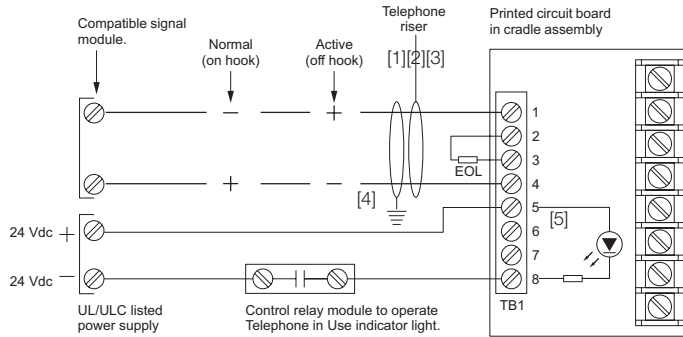 Compatible signal
module.
Normal
(on hook)
Active
(off hook)
Telephone
riser
[1][2][3]
Printed circuit board
in cradle assembly
− +
1
2
3
EOL
4
+ −
[4]
5
[5]
6
7
8
TB1
24 Vdc +
24 Vdc −
UL/ULC listed
power supply
Control relay module to operate
Telephone in Use indicator light.